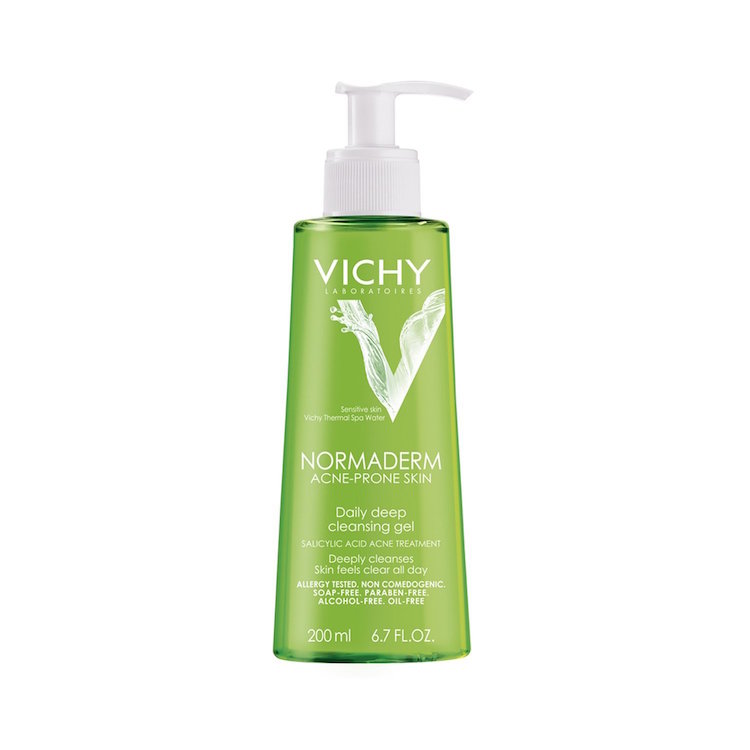 VICHY
LABORATOIRES
Sensitive skin
Vichy Thermal Spa Water
NORMADERM
ACNE-PRONE SKIN
Daily deep
cleansing gel
SALICYLIC ACID ACNE TREATMENT
Deeply cleanses
Skin feels clear all day
ALLERGY TESTED. NON COMEDOGENIC.
SOAP-FREE. PARABEN-FREE.
ALCOHOL-FREE. OIL-FREE
200 ml 6.7 FL.OZ.